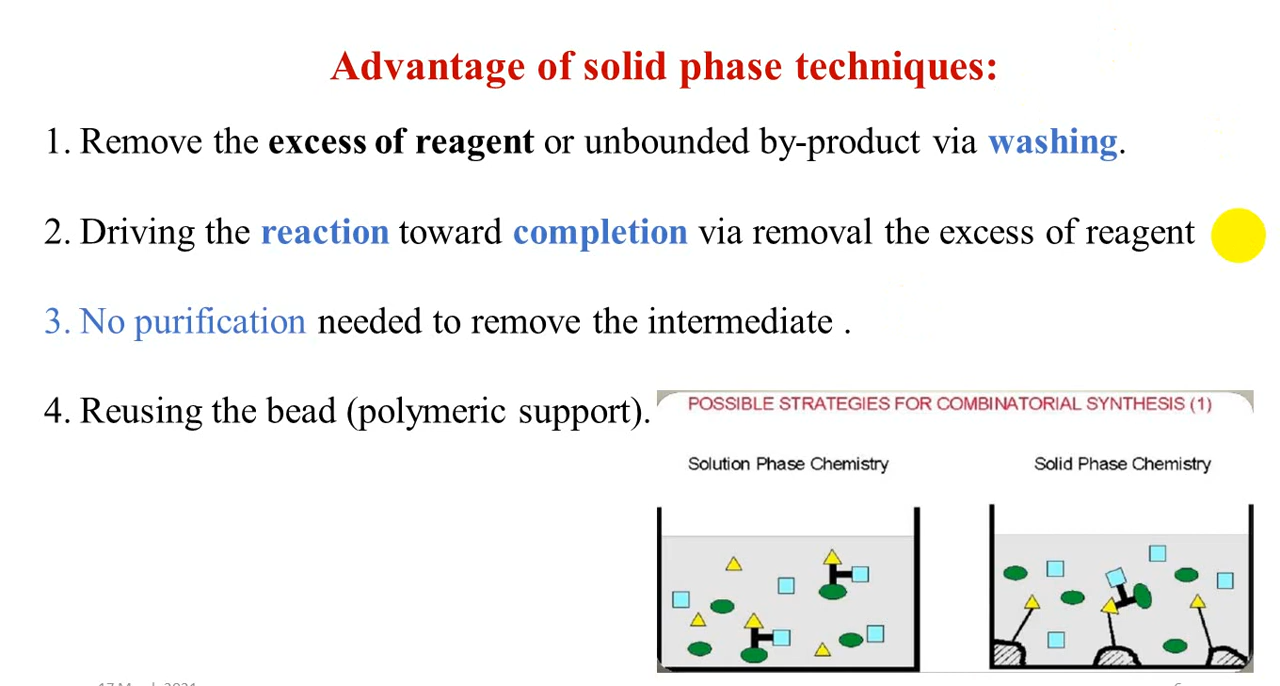 Advantage of solid phase techniques:
1. Remove the excess of reagent or unbounded by-product via washing.
2. Driving the reaction toward completion via removal the excess of reagent
3. No purification needed to remove the intermediate .
4. Reusing the bead (polymeric support).
POSSIBLE STRATEGIES FOR COMBINATORIAL SYNTHESIS (1)
Solution Phase Chemistry
Solid Phase Chemistry